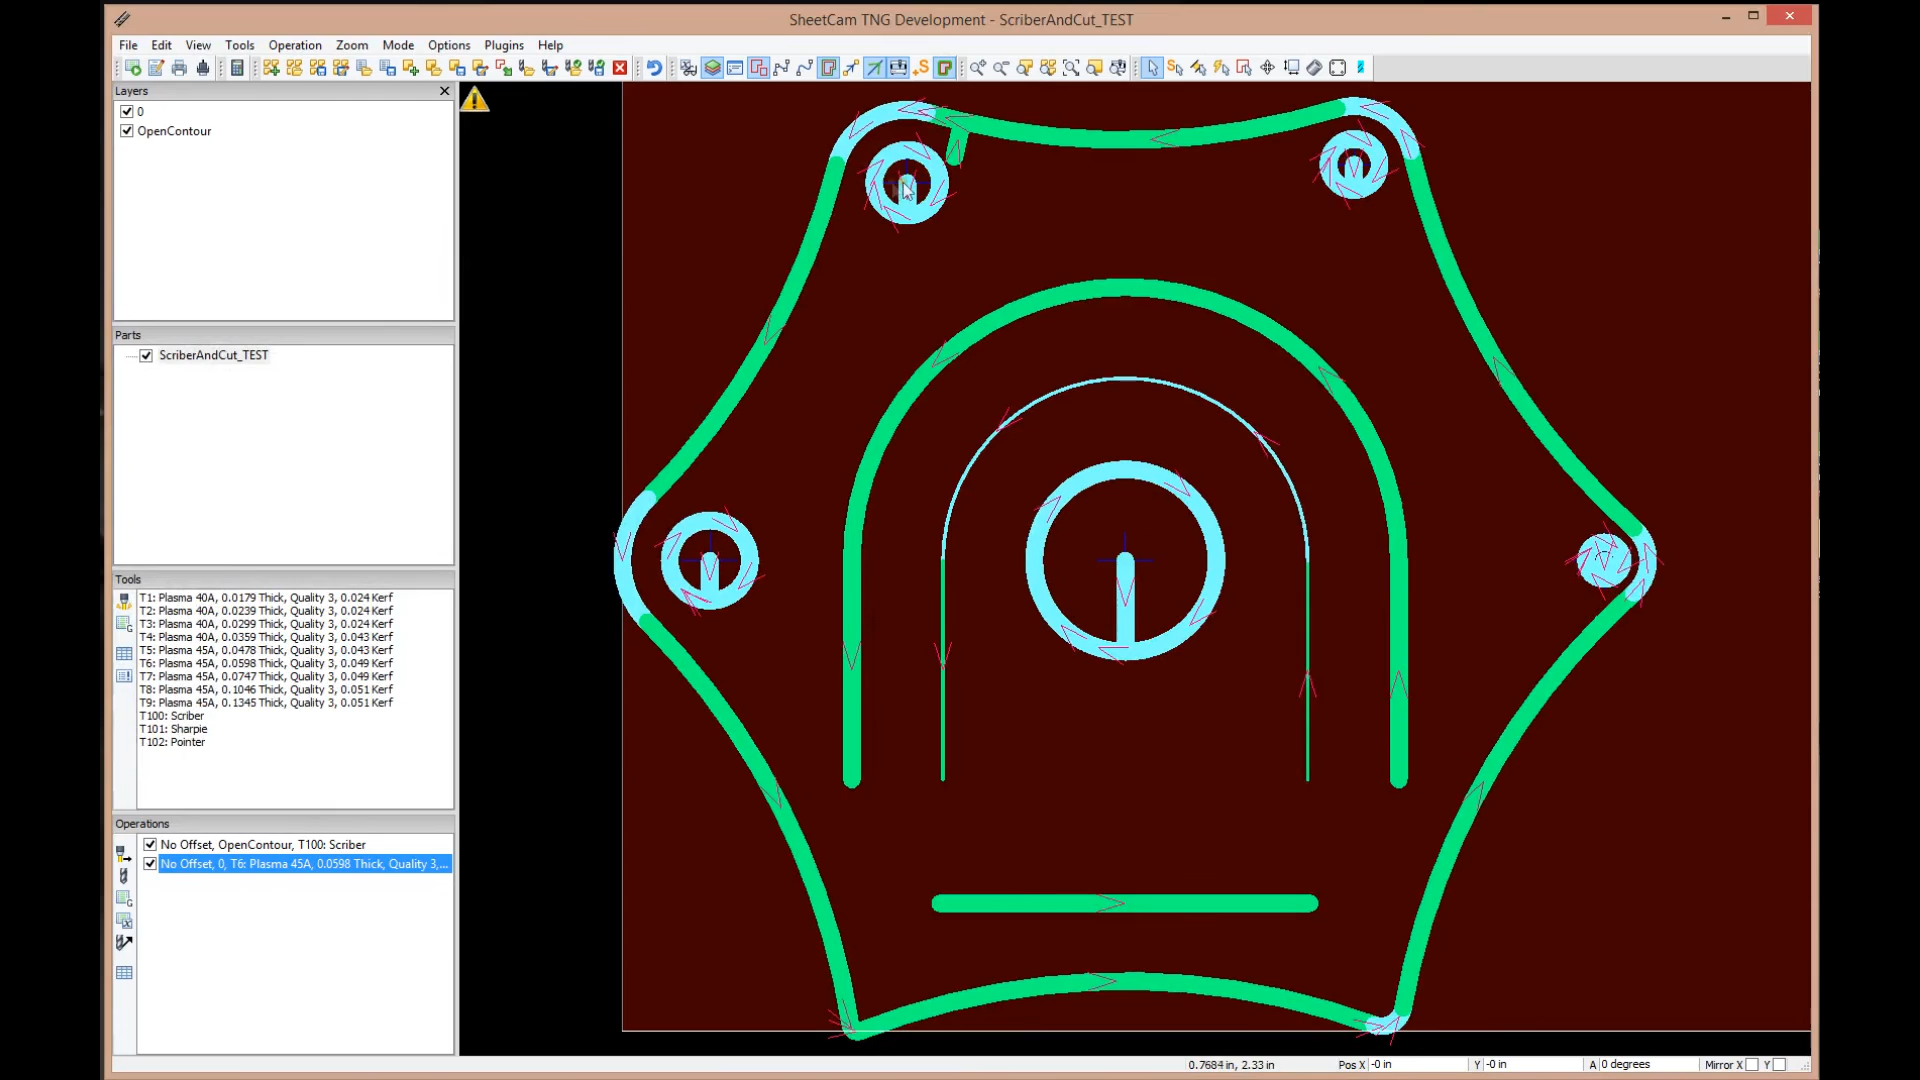 SheetCam TNG Development - ScriberAndCut_TEST
File Edit View Tools Operation Zoom Mode Options Plugins Help
Layers
0
OpenContour
Parts
ScriberAndCut_TEST
Tools
T1: Plasma 40A, 0.0179 Thick, Quality 3, 0.024 Kerf
T2: Plasma 40A, 0.0239 Thick, Quality 3, 0.024 Kerf
T3: Plasma 40A, 0.0299 Thick, Quality 3, 0.024 Kerf
T4: Plasma 40A, 0.0359 Thick, Quality 3, 0.043 Kerf
T5: Plasma 45A, 0.0478 Thick, Quality 3, 0.043 Kerf
T6: Plasma 45A, 0.0598 Thick, Quality 3, 0.049 Kerf
T7: Plasma 45A, 0.0747 Thick, Quality 3, 0.049 Kerf
T8: Plasma 45A, 0.1046 Thick, Quality 3, 0.051 Kerf
T9: Plasma 45A, 0.1345 Thick, Quality 3, 0.051 Kerf
T100: Scriber
T101: Sharpie
T102: Pointer
Operations
No Offset, OpenContour, T100: Scriber
No Offset, 0, T6: Plasma 45A, 0.0598 Thick, Quality 3,...
0.7684 in, 2.33 in Pos X -0 in Y -0 in A 0 degrees Mirror X Y